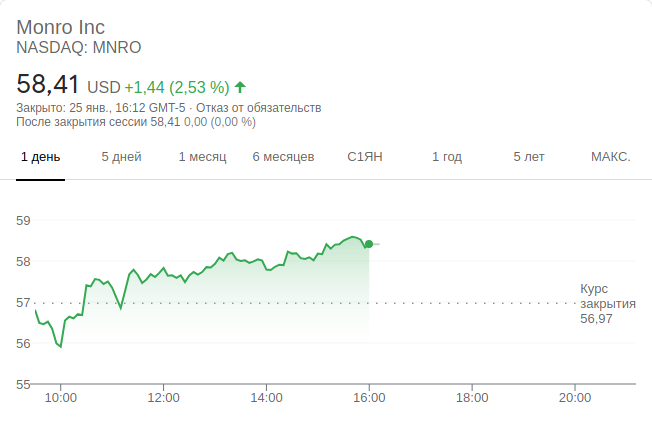 Monro Inc
NASDAQ: MNRO
58,41 USD +1,44 (2,53 %)
Закрыто: 25 янв., 16:12 GMT-5 · Отказ от обязательств
После закрытия сессии 58,41 0,00 (0,00 %)
1 день 5 дней 1 месяц 6 месяцев С1ЯН 1 год 5 лет МАКС.
59
58
57
56
55
Курс
закрытия
56,97
10:00 12:00 14:00 16:00 18:00 20:00